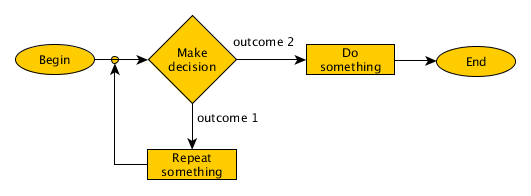 Begin
Make
decision
outcome 2
Do
something
End
outcome 1
Repeat
something